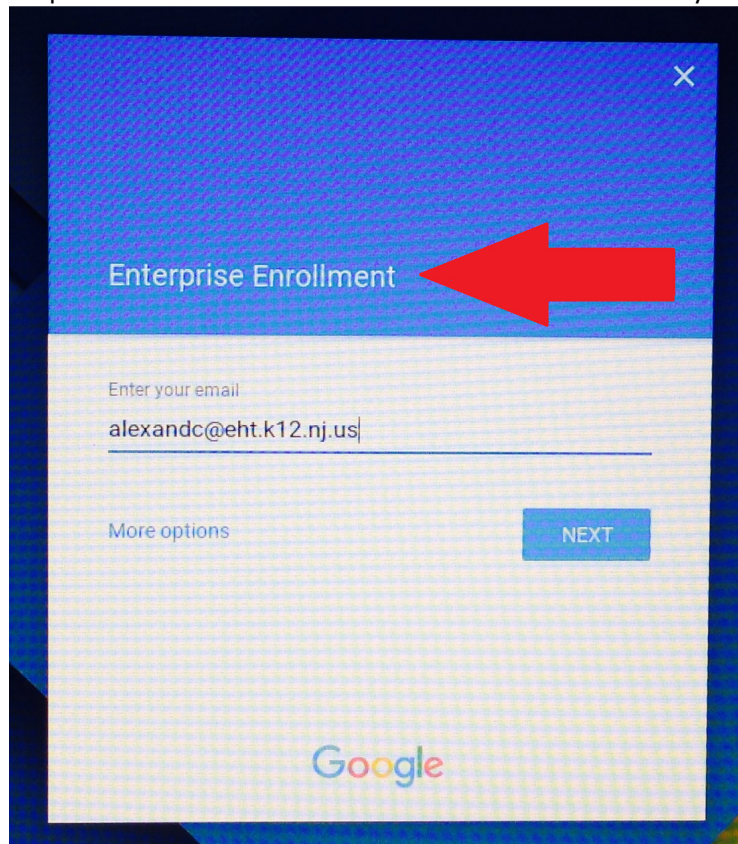 Enterprise Enrollment
Enter your email
alexandc@eht.k12.nj.us
More options
NEXT
Google